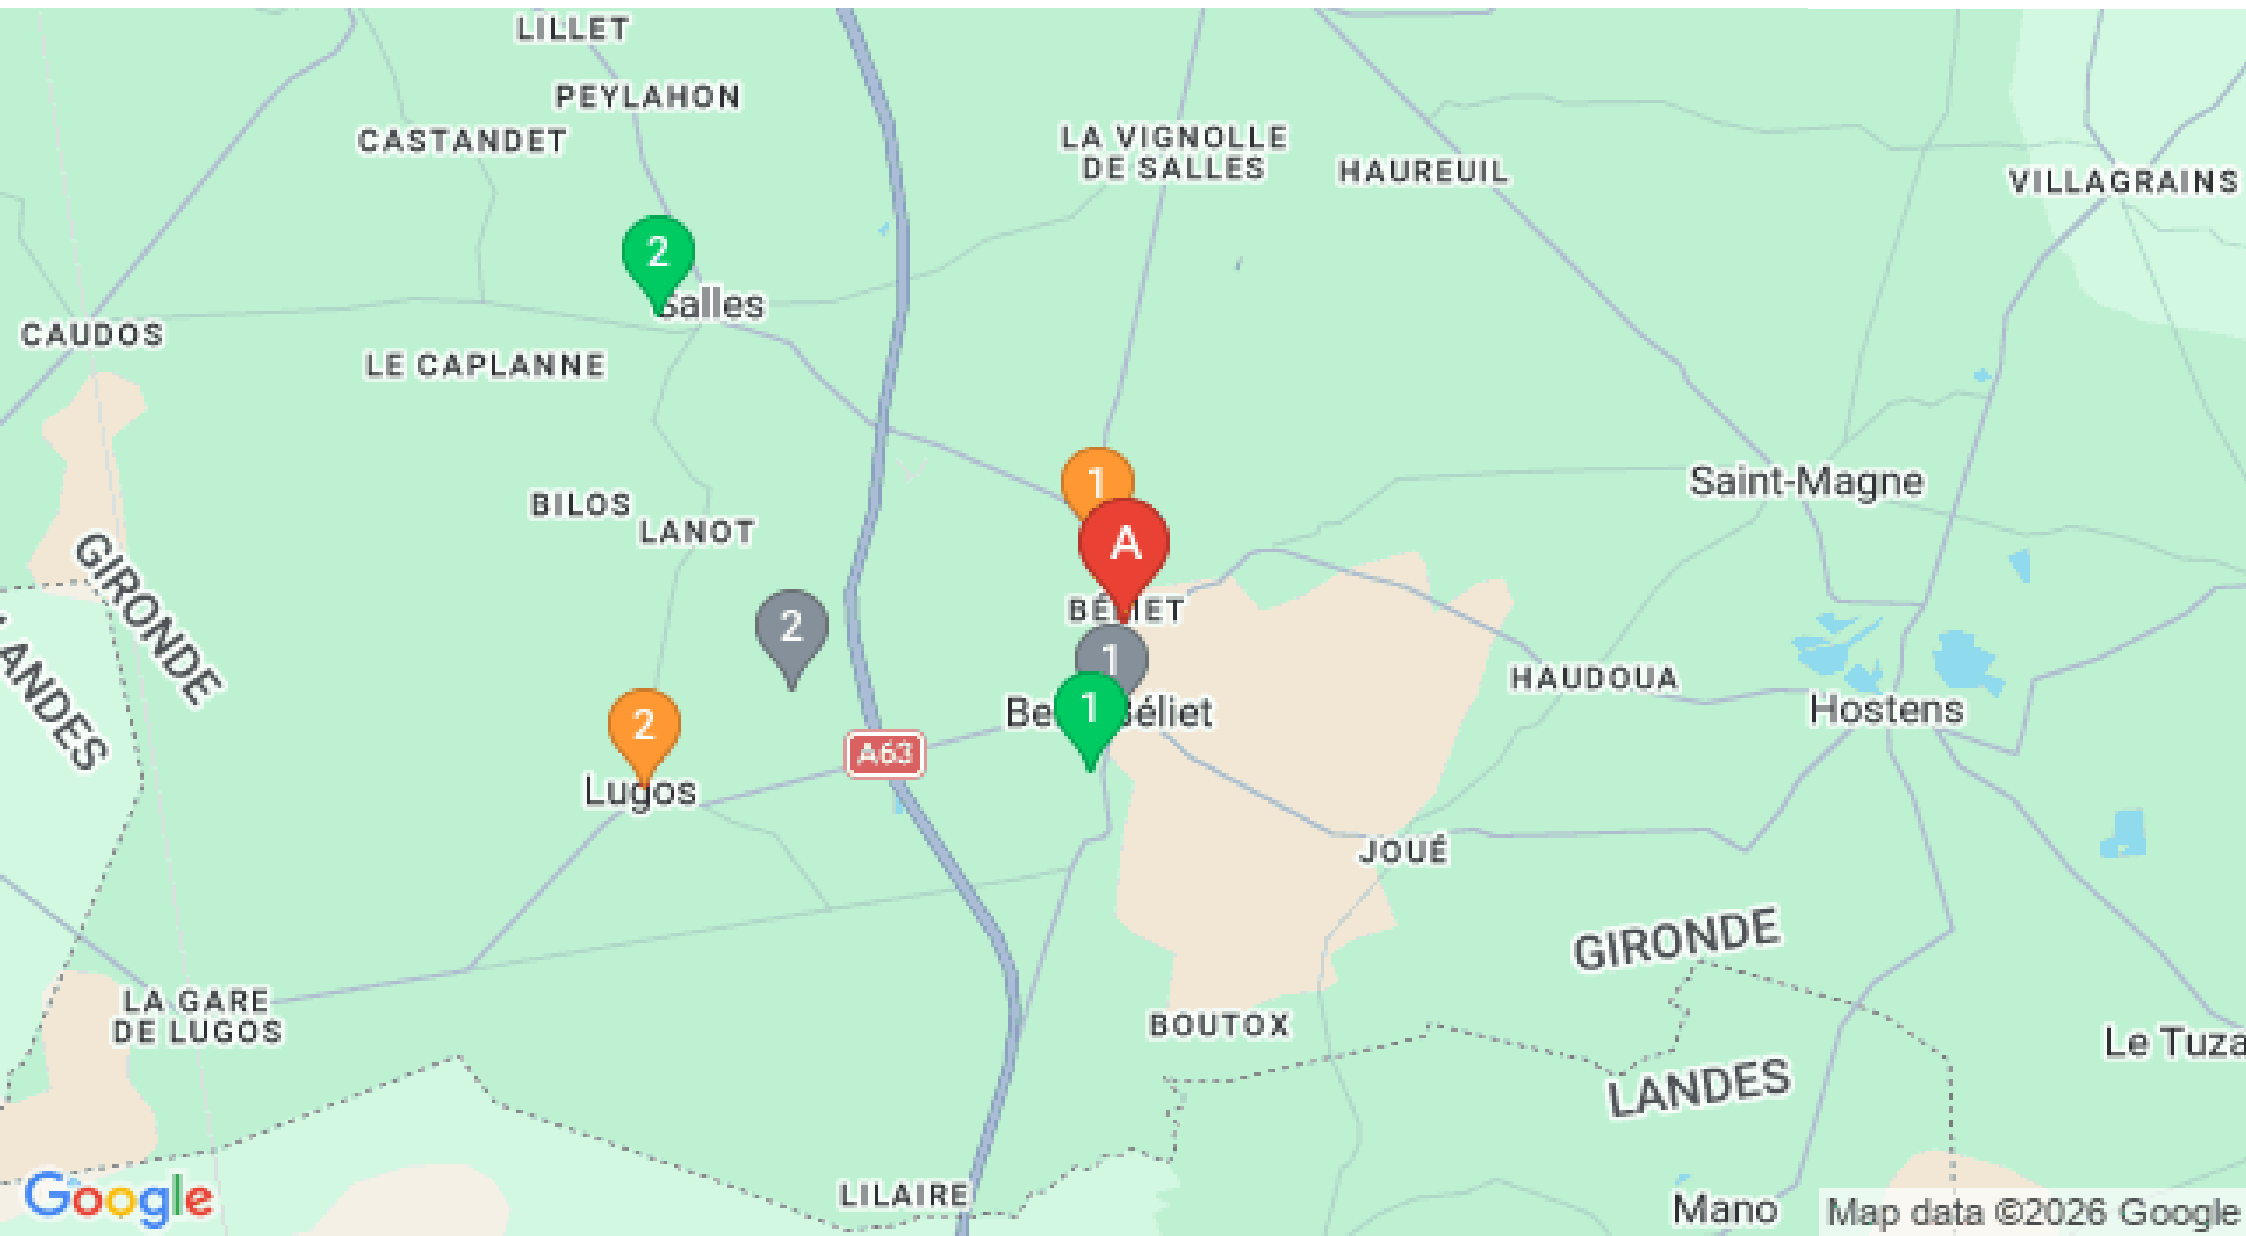 LILLET
PEYLAHON
CASTANDET
LA VIGNOLLE
DE SALLES
HAUREUIL
VILLAGRAINS
2
Salles
CAUDOS
LE CAPLANNE
1
Saint-Magne
BILOS
LANOT
A
GIRONDE
BÉLIET
2
1
LANDES
HAUDOUA
2
1
Hostens
A63
Lugos
JOUÉ
GIRONDE
LA GARE
DE LUGOS
BOUTOX
Le Tuza
LANDES
LILAIRE
Google
Mano
Map data ©2026 Google